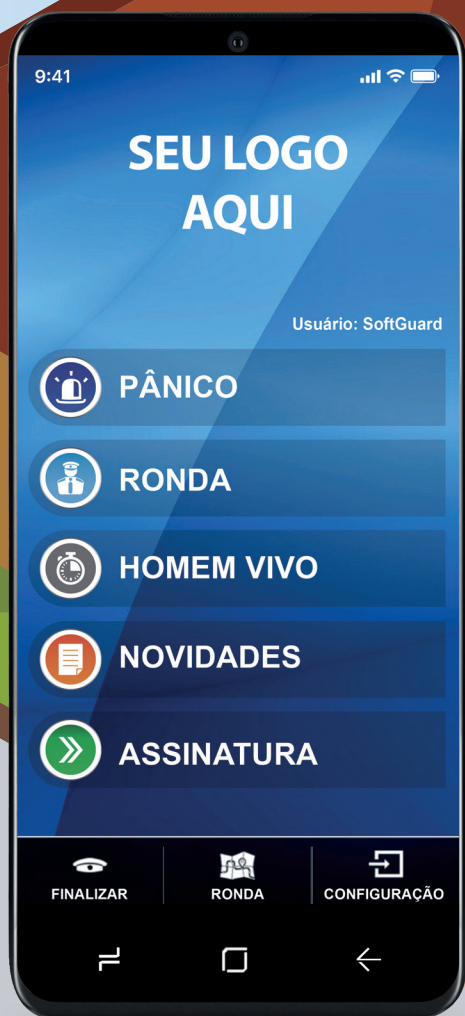 9:41
SEU LOGO
AQUI
Usuário: SoftGuard
PÂNICO
RONDA
HOMEM VIVO
NOVIDADES
ASSINATURA
FINALIZAR
RONDA
CONFIGURAÇÃO